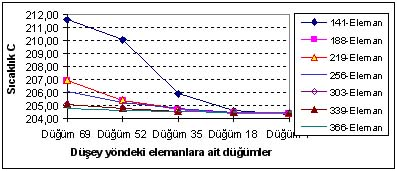 212,00
211,00
210,00
209,00
208,00
207,00
206,00
205,00
204,00
Sıcaklık C
Düğüm 69 Düğüm 52 Düğüm 35 Düğüm 18 Düğüm
Düşey yöndeki elemanlara ait düğümler
141-Eleman
188-Eleman
219-Eleman
256-Eleman
303-Eleman
339-Eleman
366-Eleman